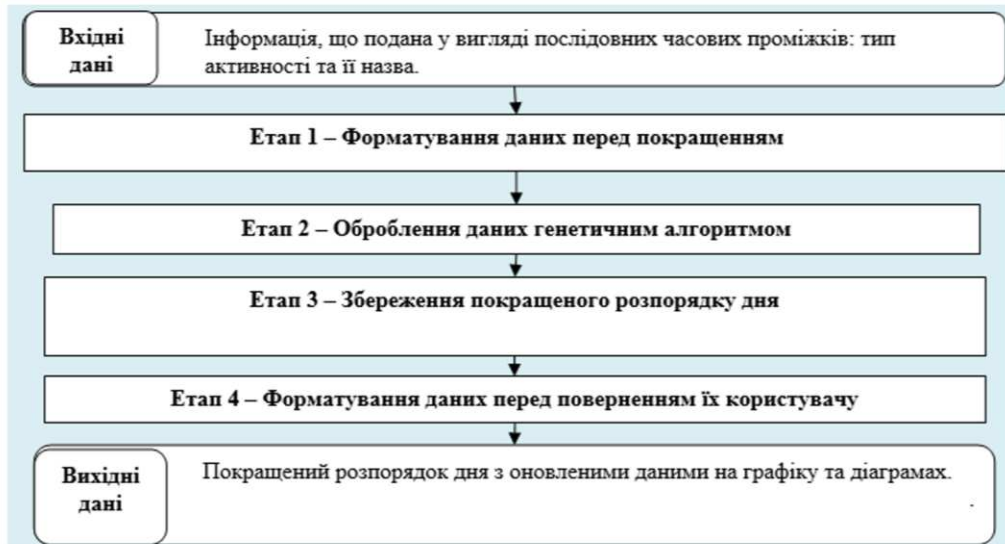 Вхідні
дані
Інформація, що подана у вигляді послідовних часових проміжків: тип
активності та її назва.
Етап 1 – Форматування даних перед покращенням
Етап 2 – Оброблення даних генетичним алгоритмом
Етап 3 – Збереження покращеного розпорядку дня
Етап 4 – Форматування даних перед поверненням їх користувачу
Вихідні
дані
Покращений розпорядок дня з оновленими даними на графіку та діаграмах.
.